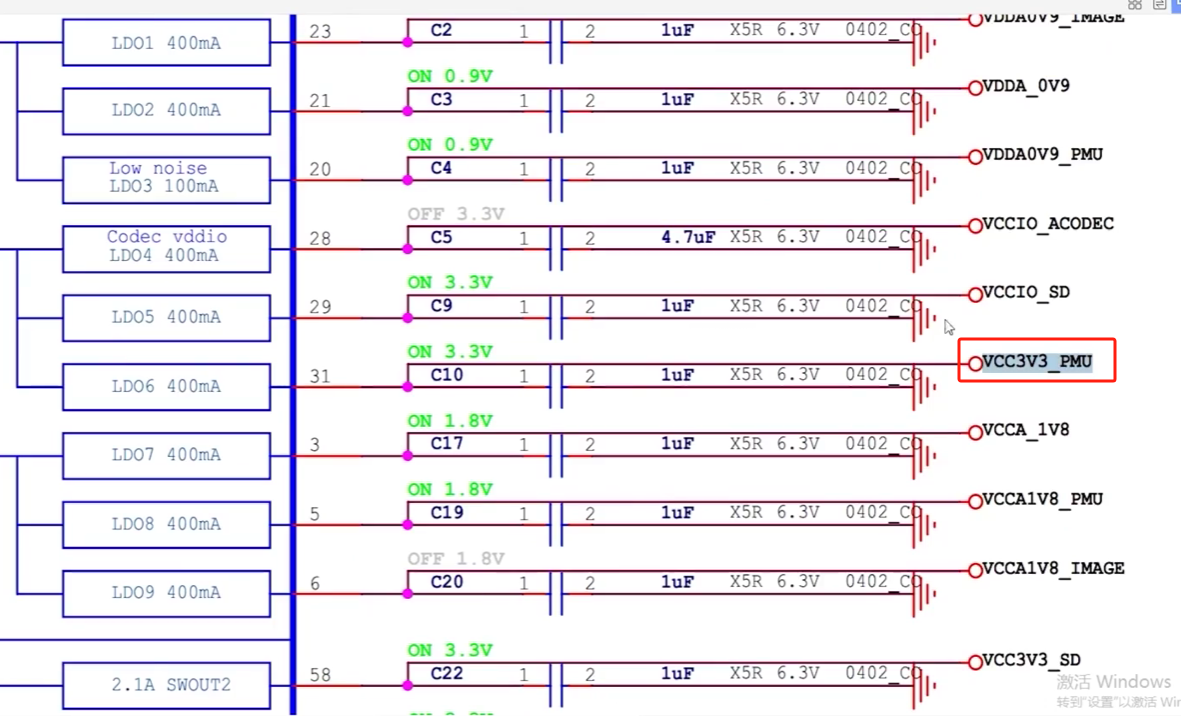 VDDA0V9_IMAGE
LDO1 400mA 23 C2 1 2 1uF X5R 6.3V 0402_C0
ON 0.9V
VDDA_0V9
LDO2 400mA 21 C3 1 2 1uF X5R 6.3V 0402_C0
ON 0.9V
VDDA0V9_PMU
Low noise
LDO3 100mA 20 C4 1 2 1uF X5R 6.3V 0402_C0
OFF 3.3V
VCCIO_ACODEC
Codec vddio
LDO4 400mA 28 C5 1 2 4.7uF X5R 6.3V 0402_C0
ON 3.3V
VCCIO_SD
LDO5 400mA 29 C9 1 2 1uF X5R 6.3V 0402_C0
ON 3.3V
VCC3V3_PMU
LDO6 400mA 31 C10 1 2 1uF X5R 6.3V 0402_C0
ON 1.8V
VCCA_1V8
LDO7 400mA 3 C17 1 2 1uF X5R 6.3V 0402_C0
ON 1.8V
VCCA1V8_PMU
LDO8 400mA 5 C19 1 2 1uF X5R 6.3V 0402_C0
OFF 1.8V
VCCA1V8_IMAGE
LDO9 400mA 6 C20 1 2 1uF X5R 6.3V 0402_C0
ON 3.3V
VCC3V3_SD
2.1A SWOUT2 58 C22 1 2 1uF X5R 6.3V 0402_C0
激活 Windows
转到"设置"以激活 Win